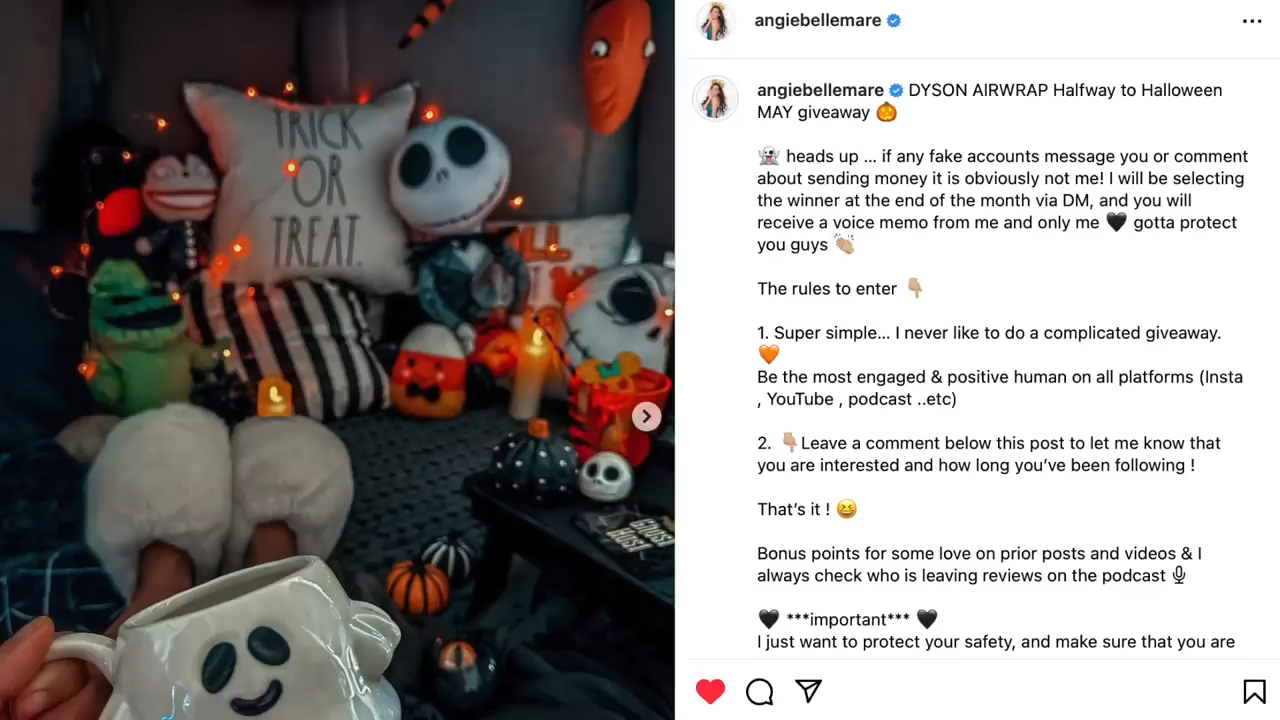 TRICK
OR
TREAT.
GHOST
HOST
angiebellemare
angiebellemare DYSON AIRWRAP Halfway to Halloween
MAY giveaway 🎃
👻 heads up ... if any fake accounts message you or comment
about sending money it is obviously not me! I will be selecting
the winner at the end of the month via DM, and you will
receive a voice memo from me and only me 🖤 gotta protect
you guys 👏🏼
The rules to enter 👇🏼
1. Super simple... I never like to do a complicated giveaway.
🧡
Be the most engaged & positive human on all platforms (Insta
, YouTube , podcast ..etc)
2. 👇🏼Leave a comment below this post to let me know that
you are interested and how long you’ve been following !
That’s it ! 😆
Bonus points for some love on prior posts and videos & I
always check who is leaving reviews on the podcast 🎙
🖤 ***important*** 🖤
I just want to protect your safety, and make sure that you are